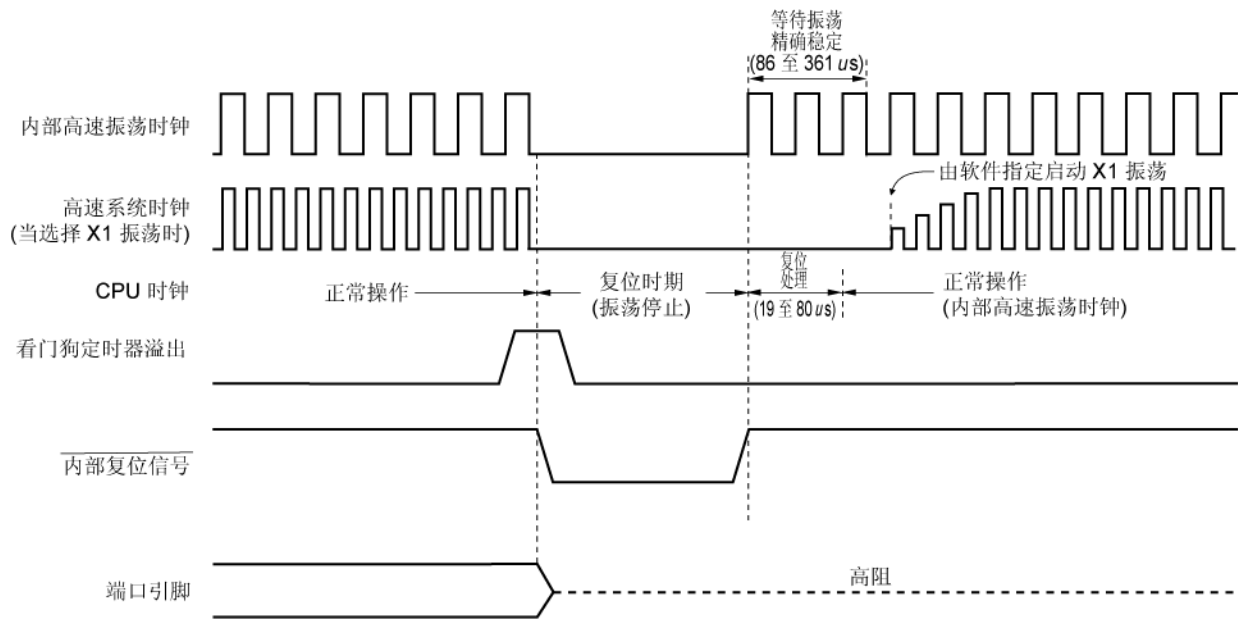 等待振荡
精确稳定
(86 至 361 us)
内部高速振荡时钟
由软件指定启动 X1 振荡
高速系统时钟
(当选择 X1 振荡时)
CPU 时钟
正常操作
复位时期
(振荡停止)
复位
处理
(19 至 80 us)
正常操作
(内部高速振荡时钟)
看门狗定时器溢出
内部复位信号
端口引脚
高阻